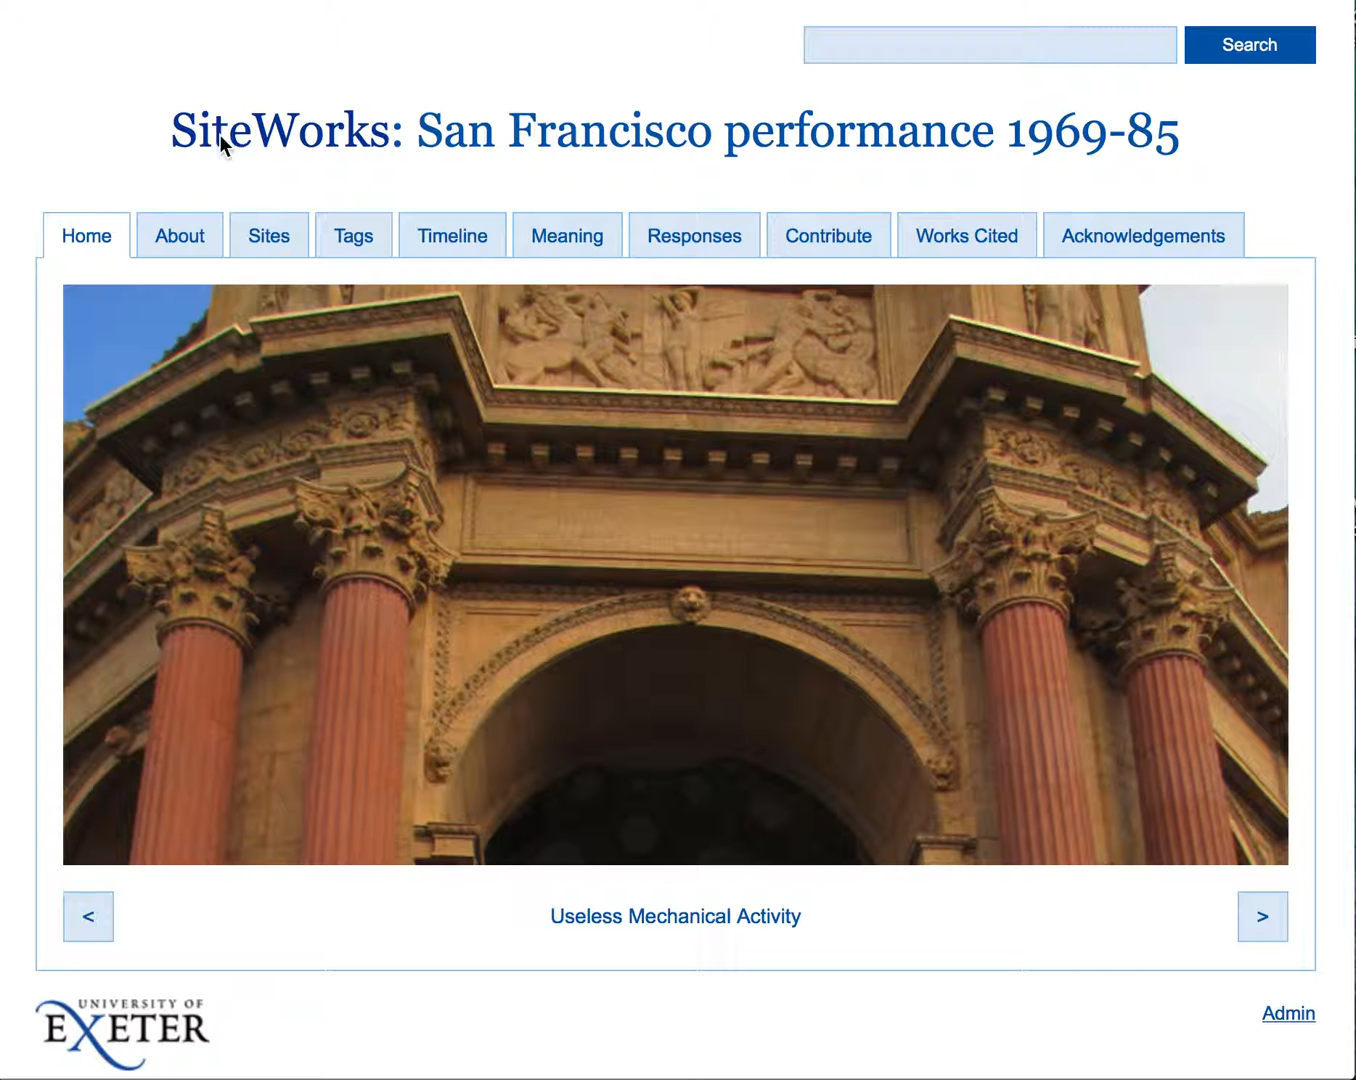 Search
SiteWorks: San Francisco performance 1969-85
Home About Sites Tags Timeline Meaning Responses Contribute Works Cited Acknowledgements
< Useless Mechanical Activity >
UNIVERSITY OF
EXETER
Admin